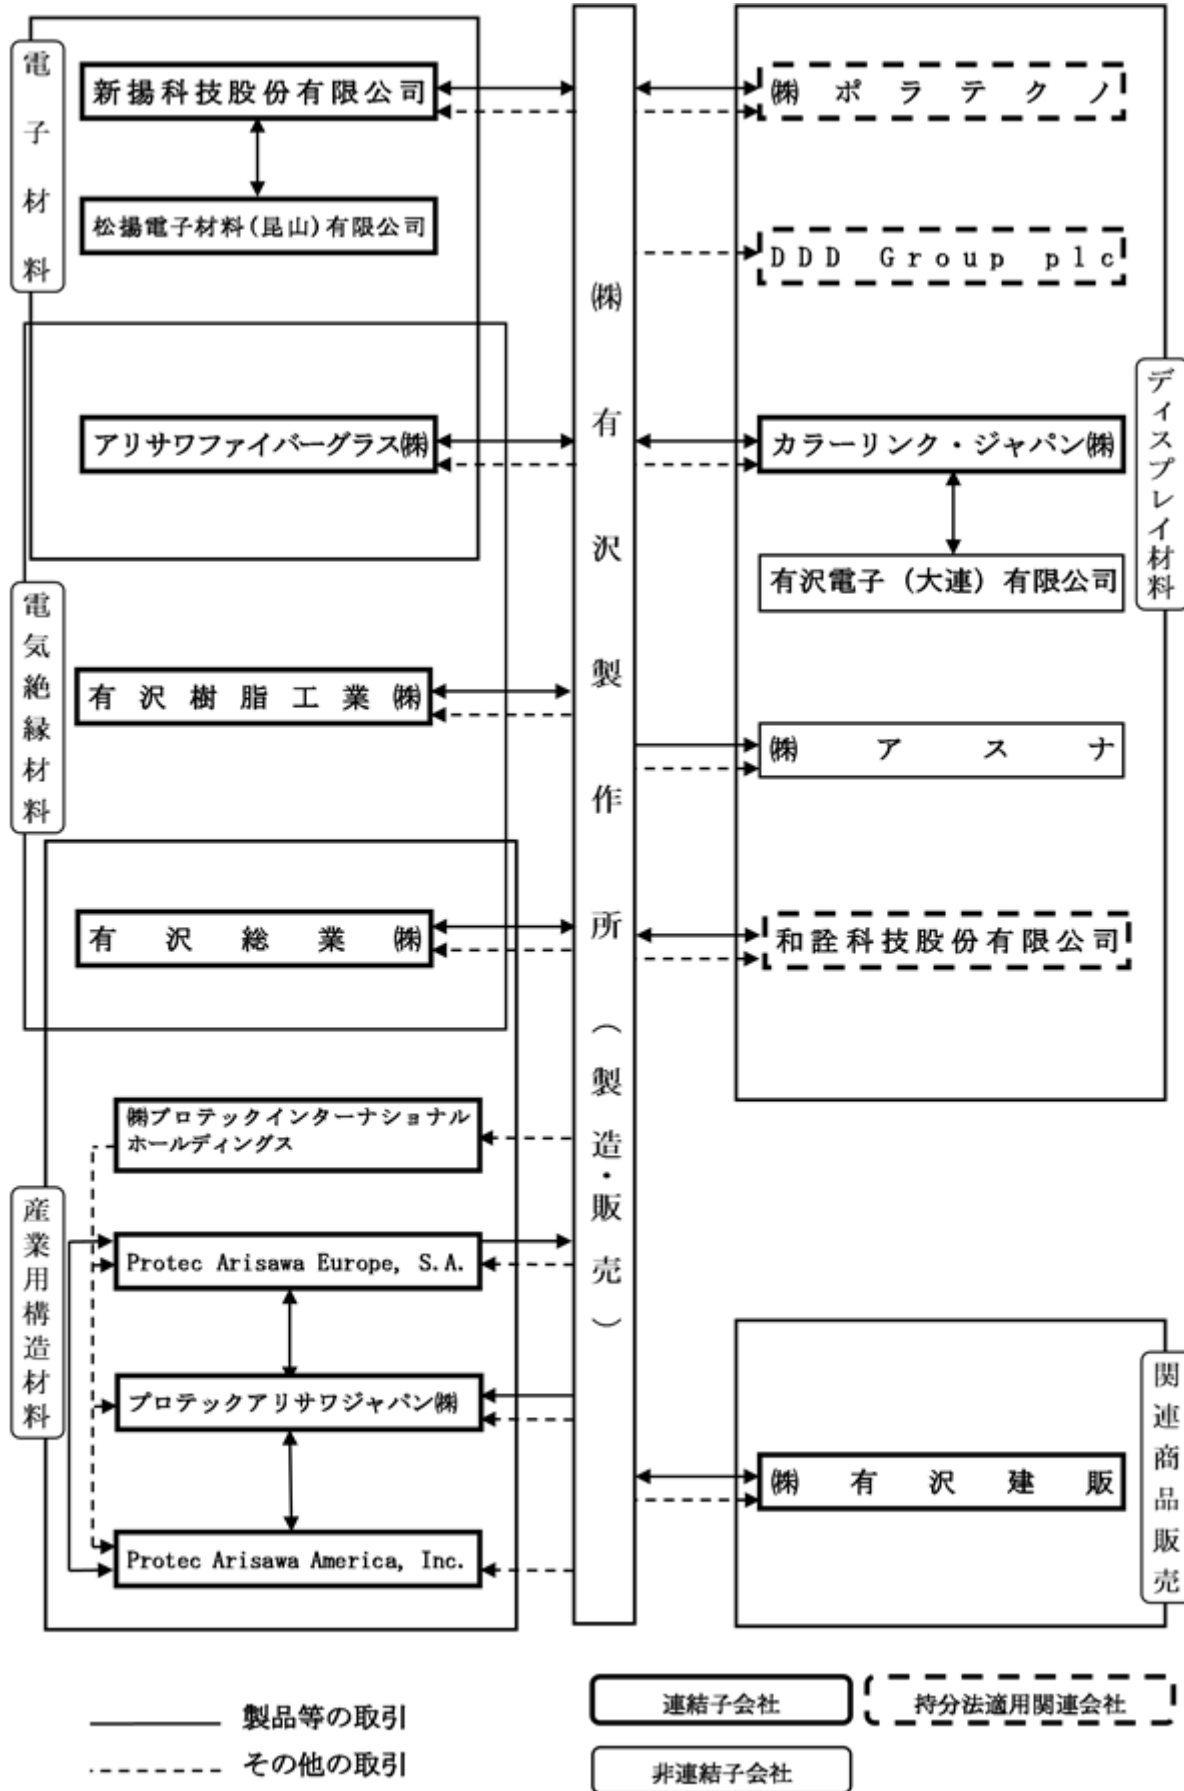 電子材料
新揚科技股份有限公司
松揚電子材料(昆山)有限公司
アリサワファイバーグラス㈱
電気絶縁材料
有沢樹脂工業㈱
有沢総業㈱
産業用構造材料
㈱プロテックインターナショナル
ホールディングス
Protec Arisawa Europe, S.A.
プロテックアリサワジャパン㈱
Protec Arisawa America, Inc.
㈱有沢製作所(製造・販売)
ディスプレイ材料
㈱ポラテクノ
DDD Group plc
カラーリンク・ジャパン㈱
有沢電子(大連)有限公司
㈱アスナ
和詮科技股份有限公司
関連商品販売
㈱有沢建販
製品等の取引
その他の取引
連結子会社
持分法適用関連会社
非連結子会社